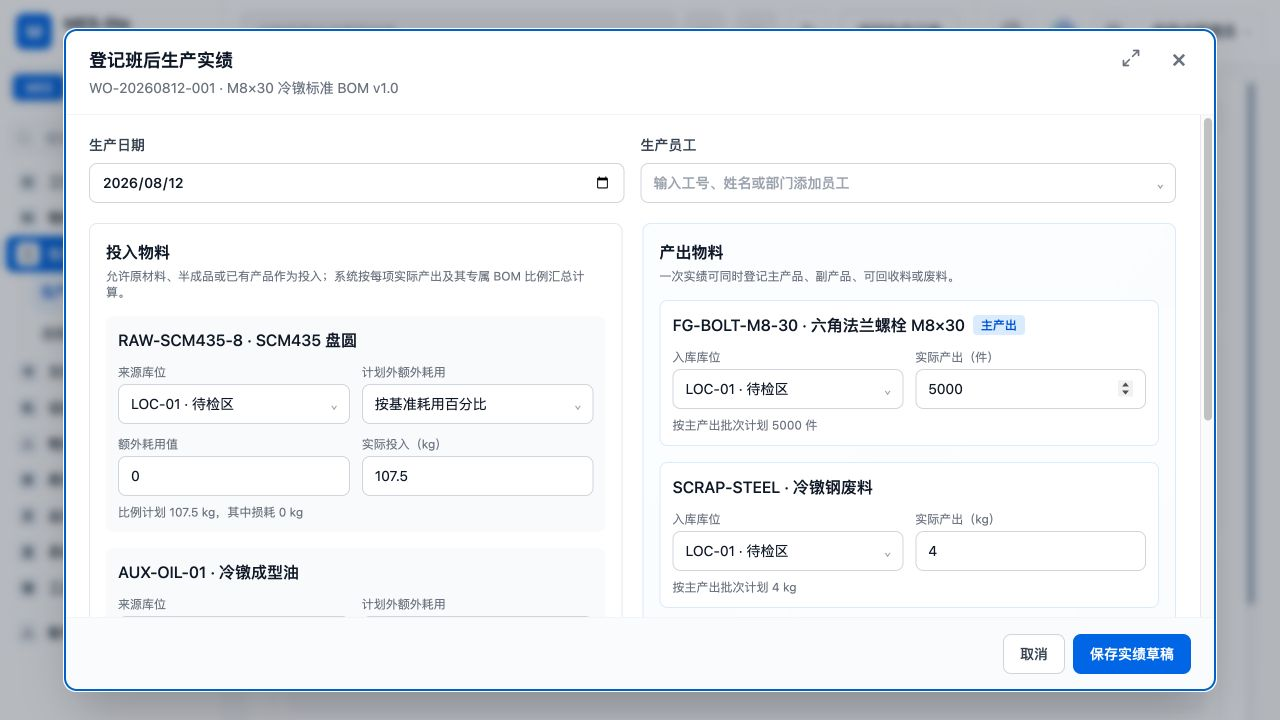 登记班后生产实绩
WO-20260812-001 · M8×30 冷镦标准 BOM v1.0
生产日期
生产员工
2026/08/12
输入工号、姓名或部门添加员工
投入物料
允许原材料、半成品或已有产品作为投入；系统按每项实际产出及其专属 BOM 比例汇总计
算。
RAW-SCM435-8 · SCM435 盘圆
来源库位
计划外额外耗用
LOC-01 · 待检区
按基准耗用百分比
额外耗用值
实际投入（kg）
0
107.5
比例计划 107.5 kg，其中损耗 0 kg
AUX-OIL-01 · 冷镦成型油
来源库位
计划外额外耗用
产出物料
一次实绩可同时登记主产品、副产品、可回收料或废料。
FG-BOLT-M8-30 · 六角法兰螺栓 M8×30
主产出
入库库位
实际产出（件）
LOC-01 · 待检区
5000
按主产出批次计划 5000 件
SCRAP-STEEL · 冷镦钢废料
入库库位
实际产出（kg）
LOC-01 · 待检区
4
按主产出批次计划 4 kg
取消
保存实绩草稿